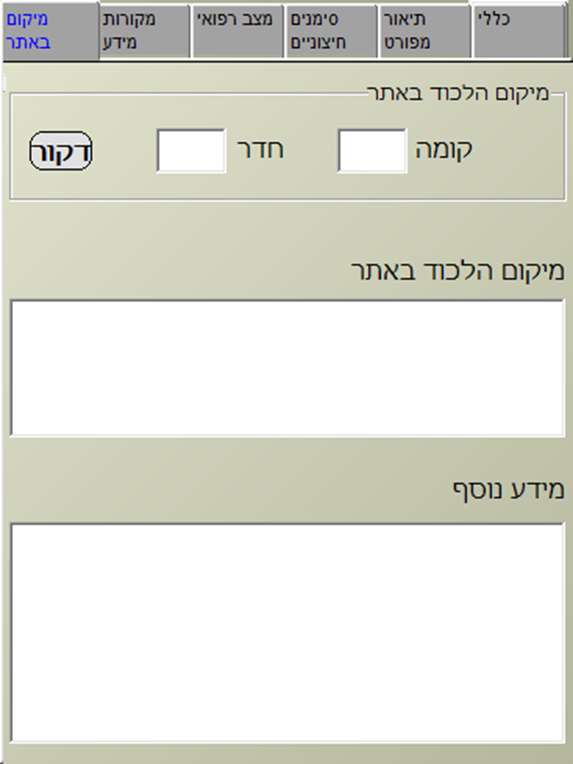 כללי
תיאור
מפורט
סימנים
חיצוניים
מצב רפואי
מקורות
מידע
מיקום
באתר
מיקום הלכוד באתר
קומה
חדר
דקור
מיקום הלכוד באתר
מידע נוסף